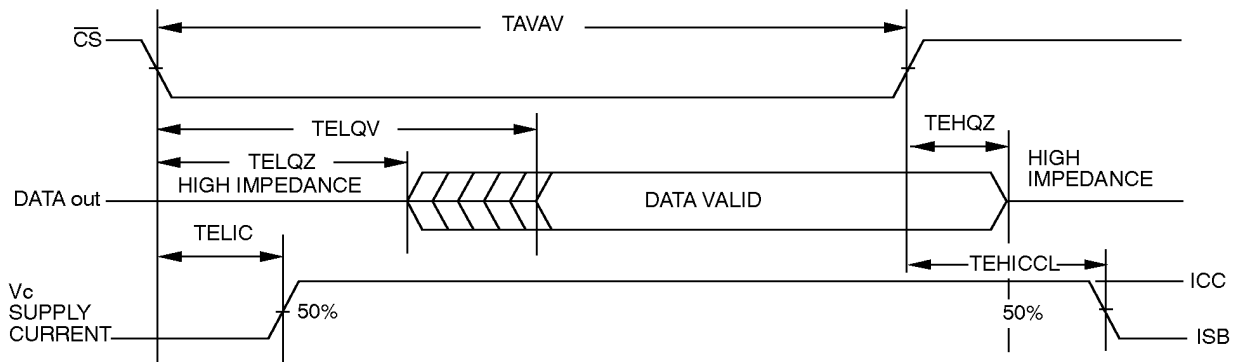 TAVAV
C̅S̅
TELQV
TEHQZ
TELQZ
HIGH IMPEDANCE
HIGH
IMPEDANCE
DATA out
DATA VALID
TELIC
TEHICCL
Vc
SUPPLY
CURRENT
50%
50%
ICC
ISB